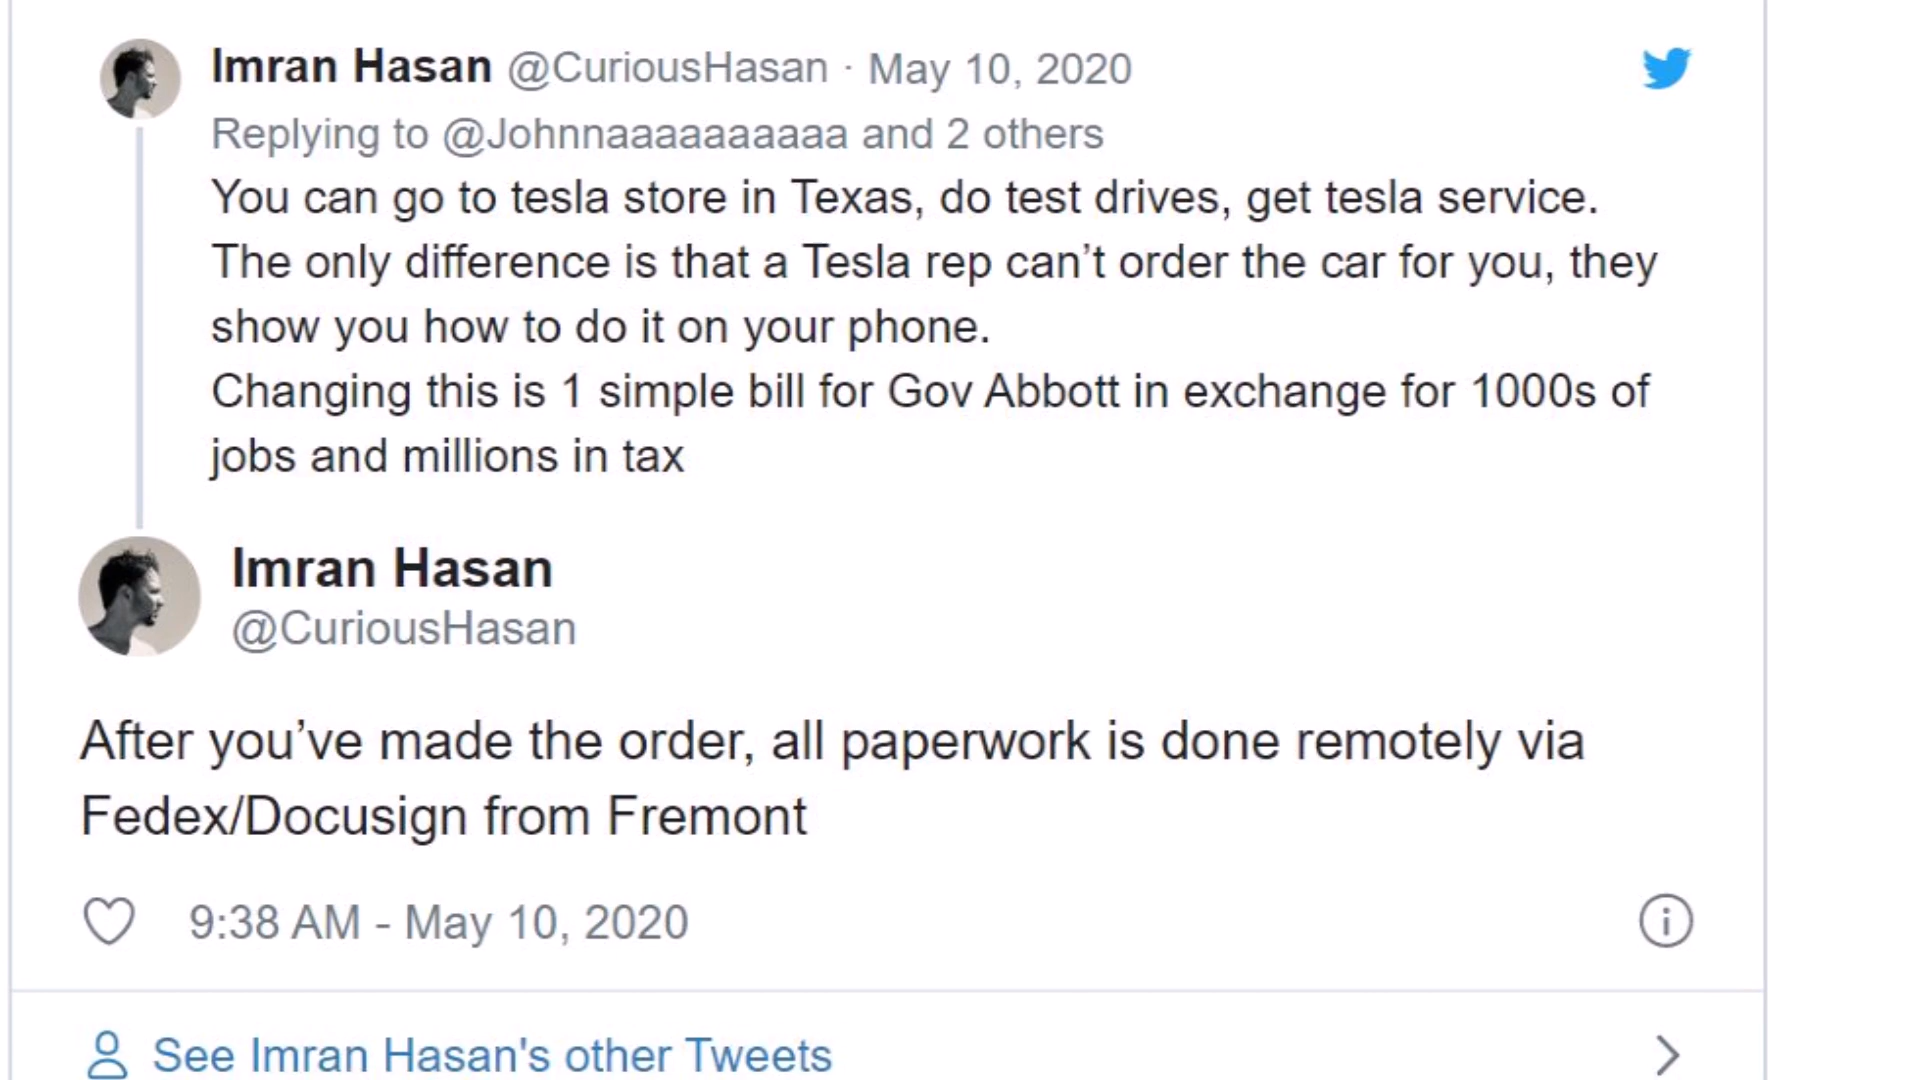 Imran Hasan @CuriousHasan · May 10, 2020
Replying to @Johnnaaaaaaaaaa and 2 others
You can go to tesla store in Texas, do test drives, get tesla service.
The only difference is that a Tesla rep can’t order the car for you, they
show you how to do it on your phone.
Changing this is 1 simple bill for Gov Abbott in exchange for 1000s of
jobs and millions in tax
Imran Hasan
@CuriousHasan
After you’ve made the order, all paperwork is done remotely via
Fedex/Docusign from Fremont
9:38 AM - May 10, 2020
See Imran Hasan's other Tweets